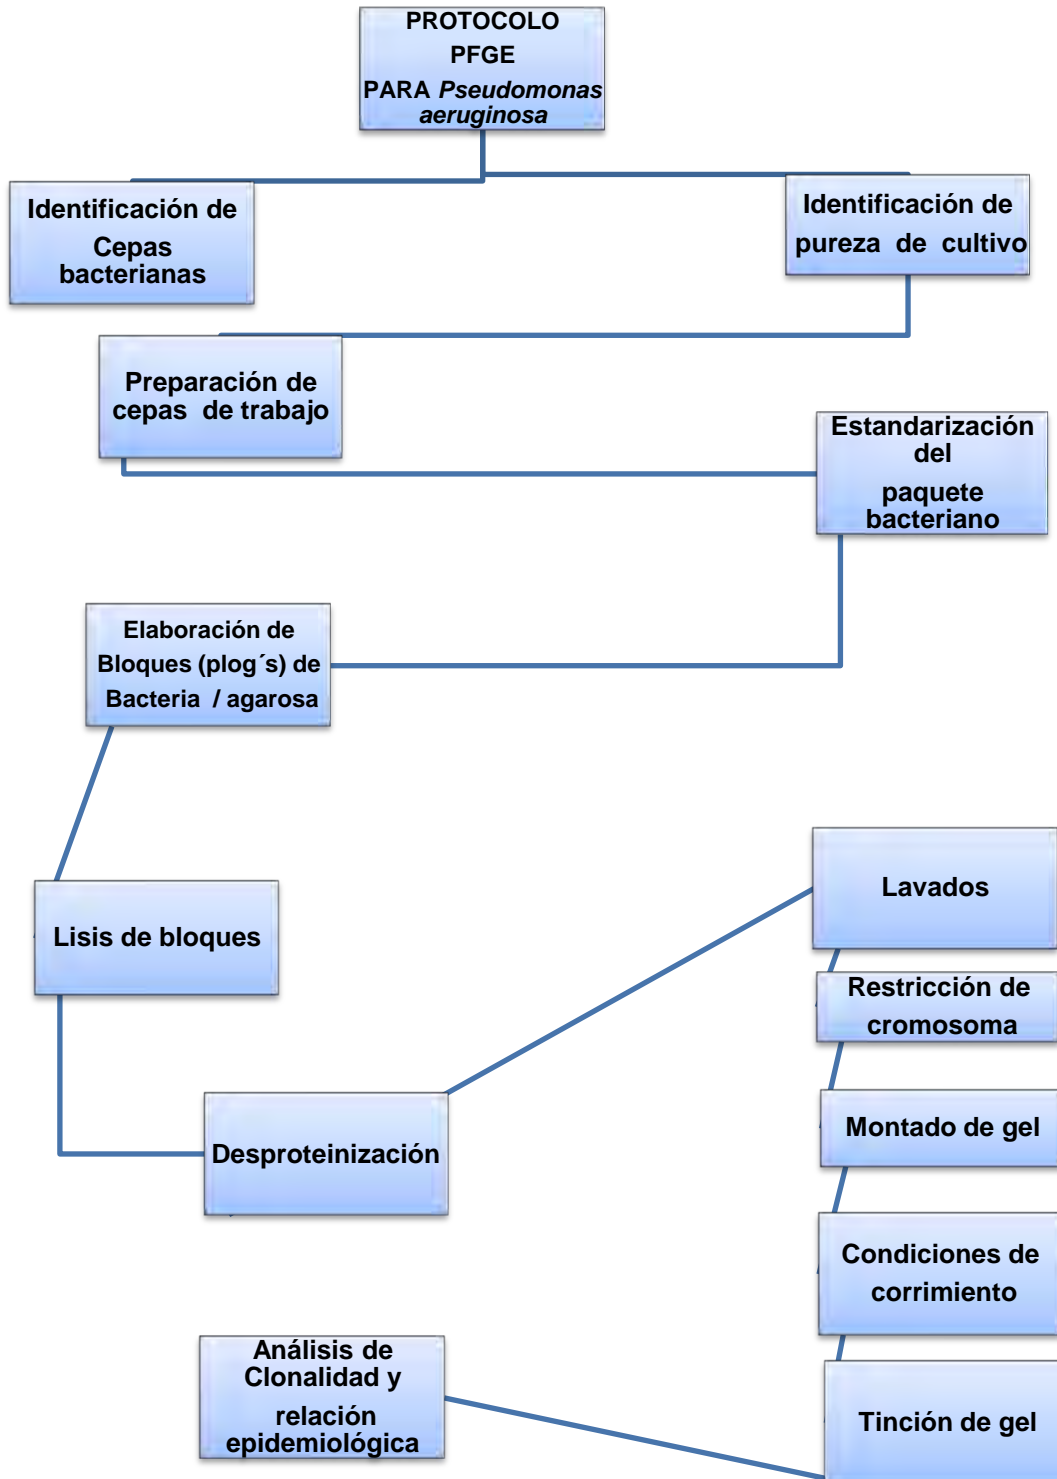 PROTOCOLO
PFGE
PARA Pseudomonas
aeruginosa
Identificación de
Cepas
bacterianas
Identificación de
pureza de cultivo
Preparación de
cepas de trabajo
Estandarización
del
paquete
bacteriano
Elaboración de
Bloques (plog´s) de
Bacteria / agarosa
Lisis de bloques
Desproteinización
Lavados
Restricción de
cromosoma
Montado de gel
Condiciones de
corrimiento
Tinción de gel
Análisis de
Clonalidad y
relación
epidemiológica